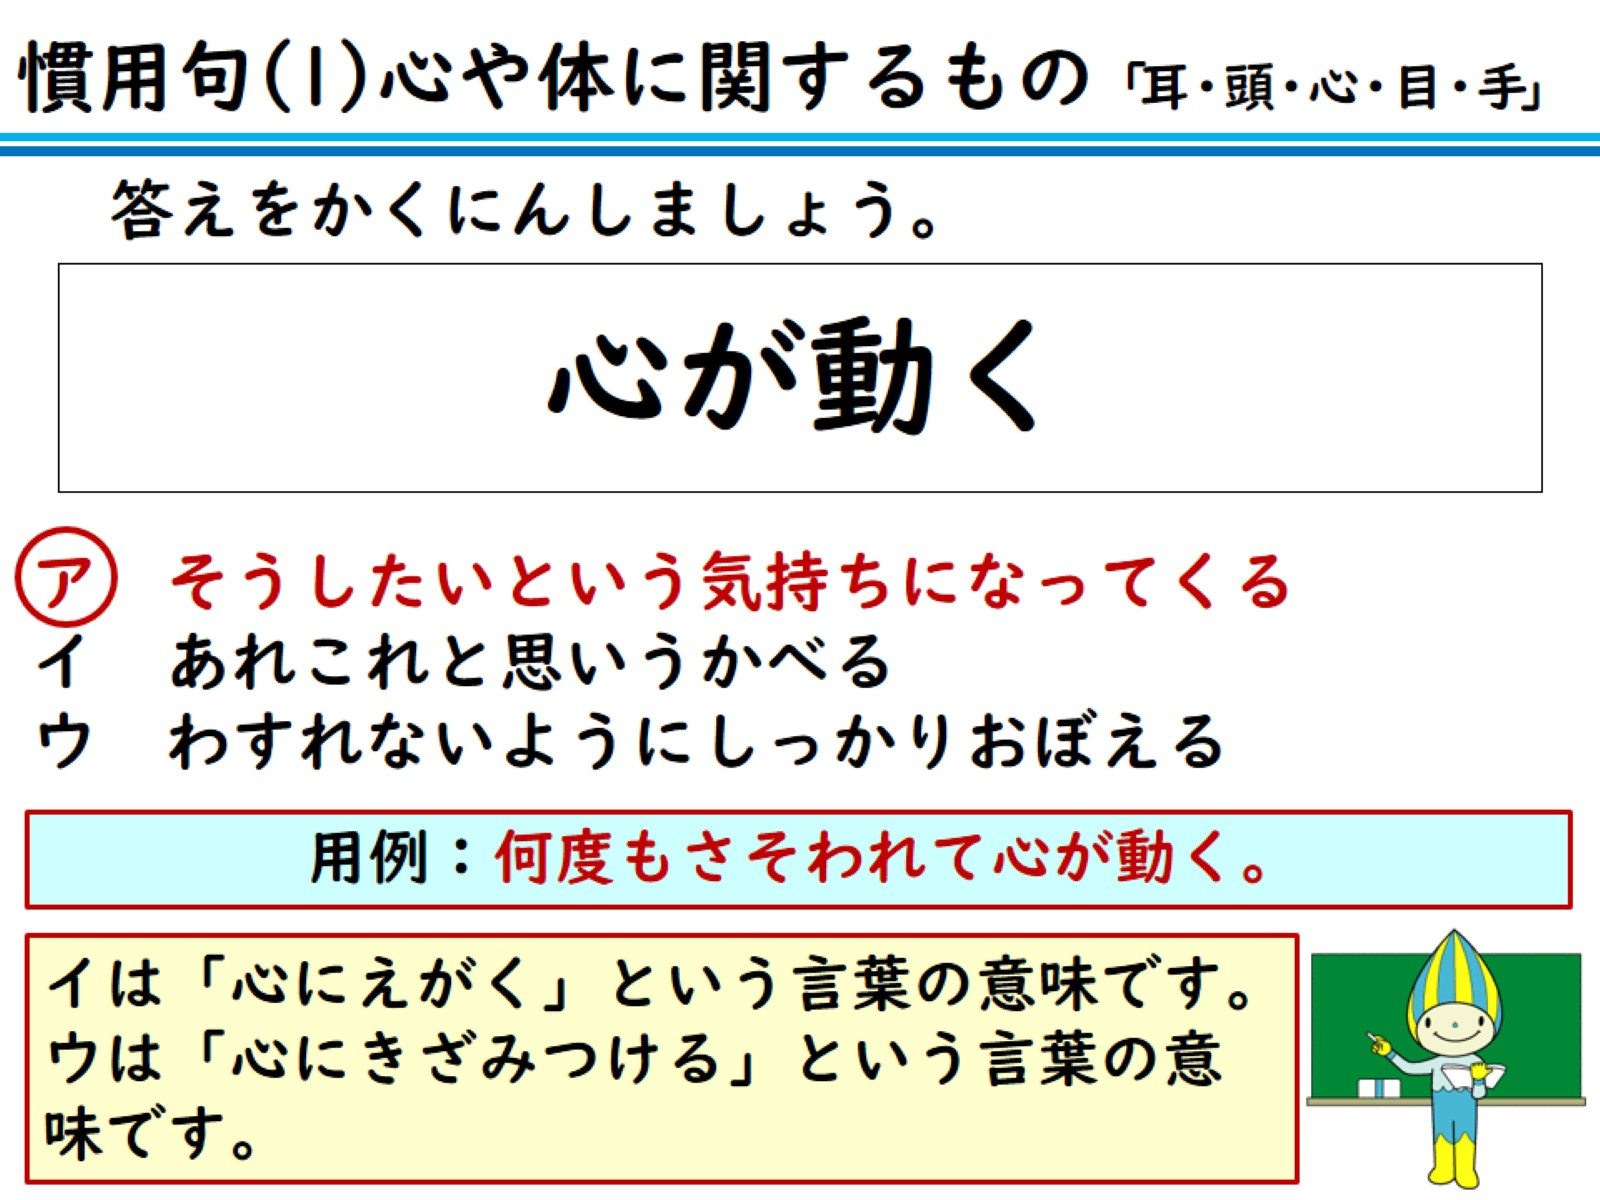 慣用句(1)心や体に関するもの「耳・頭・心・目・手」
答えをかくにんしましょう。
心が動く
ア　そうしたいという気持ちになってくる
イ　あれこれと思いうかべる
ウ　わすれないようにしっかりおぼえる
用例：何度もさそわれて心が動く。
イは「心にえがく」という言葉の意味です。
ウは「心にきざみつける」という言葉の意
味です。